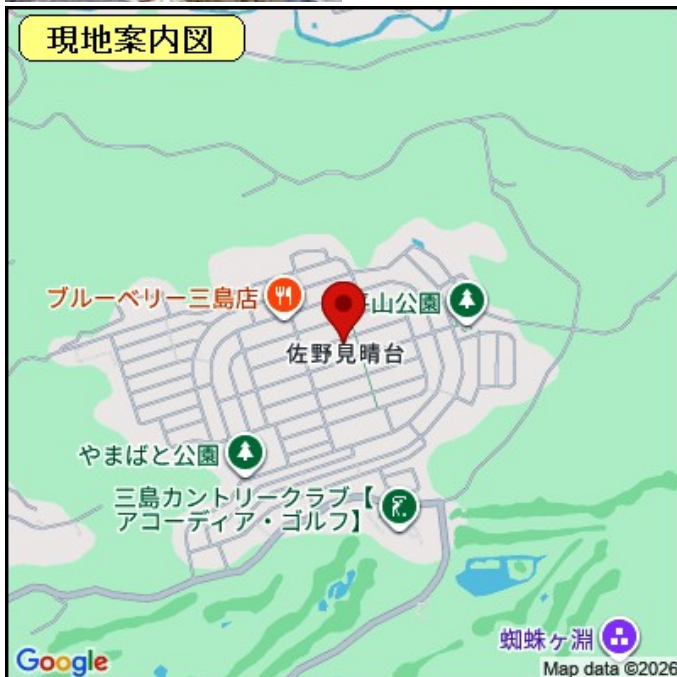 現地案内図
ブルーベリー三島店
山公園
佐野見晴台
やまばと公園
三島カントリークラブ【
アコーディア・ゴルフ】
蜘蛛ヶ淵
Google
Map data ©2026